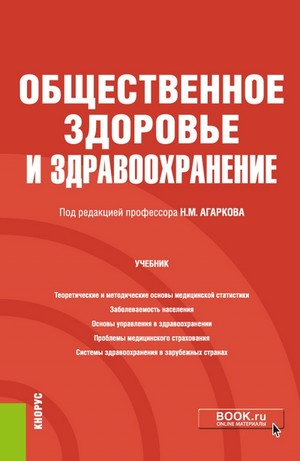 ОБЩЕСТВЕННОЕ
ЗДОРОВЬЕ
И ЗДРАВООХРАНЕНИЕ
Под редакцией профессора Н.М. АГАРКОВА
УЧЕБНИК
Теоретические и методические основы медицинской статистики
Заболеваемость населения
Основы управления в здравоохранении
Проблемы медицинского страхования
Системы здравоохранения в зарубежных странах
КНОРУС
BOOK.ru
ONLINE МАТЕРИАЛЫ